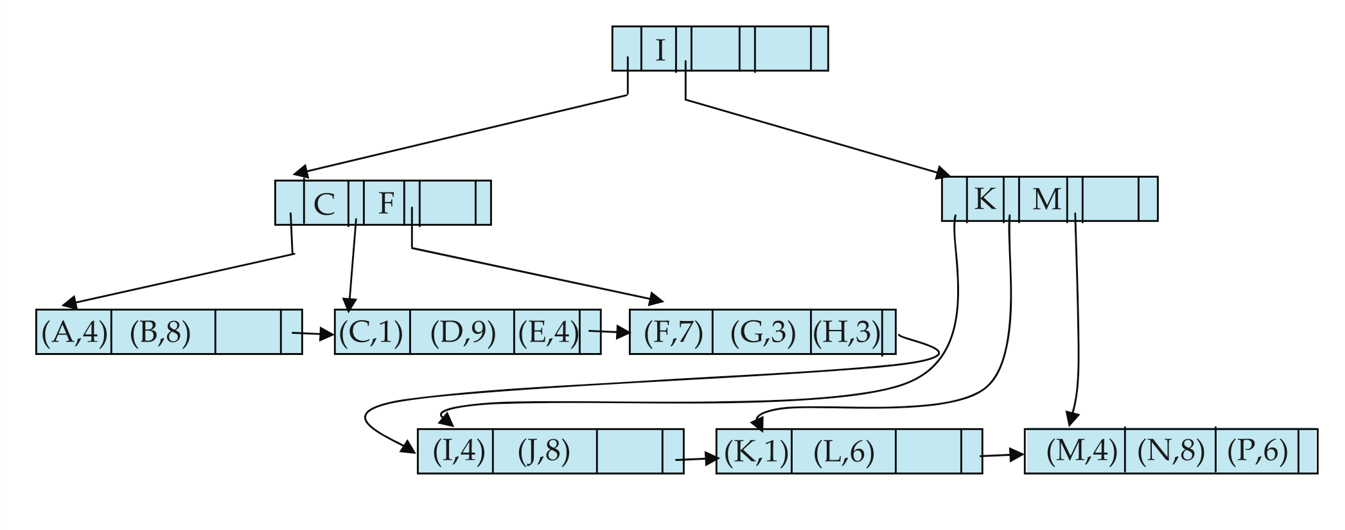 I
C F K M
(A,4) (B,8) (C,1) (D,9) (E,4) (F,7) (G,3) (H,3)
(I,4) (J,8) (K,1) (L,6) (M,4) (N,8) (P,6)